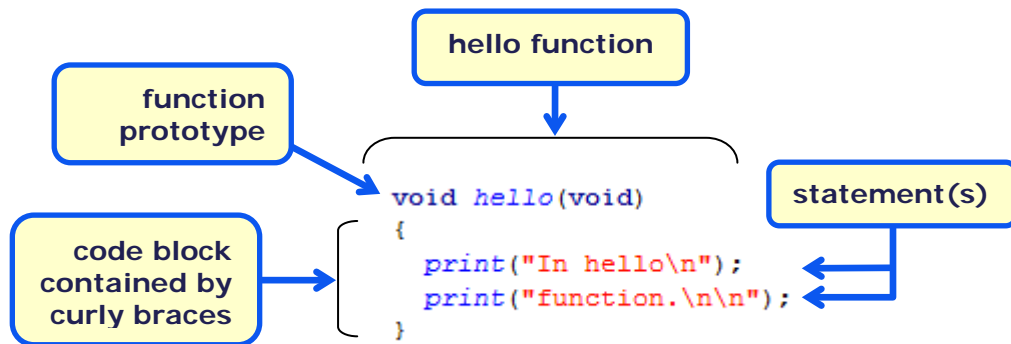 hello function
function
prototype
void hello(void)
statement(s)
{
code block
contained by
curly braces
print("In hello\n");
print("function.\n\n");
}